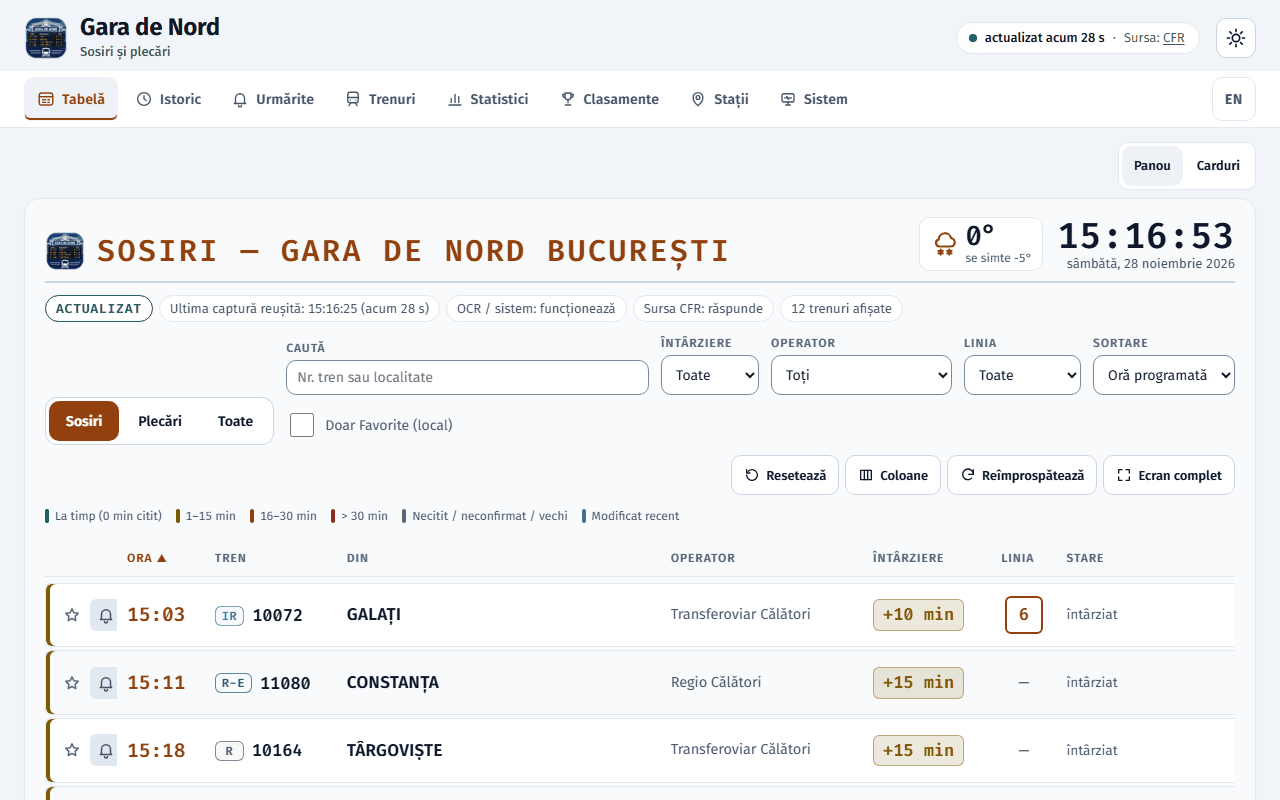 Gara de Nord
Sosiri și plecări
actualizat acum 28 s · Sursa: CFR
Tabelă Istoric Urmărite Trenuri Statistici Clasamente Stații Sistem EN
Panou Carduri
SOSIRI — GARA DE NORD BUCUREȘTI
0°
se simte -5°
15:16:53
sâmbătă, 28 noiembrie 2026
ACTUALIZAT Ultima captură reușită: 15:16:25 (acum 28 s) OCR / sistem: funcționează Sursa CFR: răspunde 12 trenuri afișate
CAUTĂ ÎNTÂRZIERE OPERATOR LINIA SORTARE
Nr. tren sau localitate Toate Toți Toate Oră programată
Sosiri Plecări Toate Doar Favorite (local)
Resetează Coloane Reîmprospătează Ecran complet
La timp (0 min citit) 1–15 min 16–30 min > 30 min Necitit / neconfirmat / vechi Modificat recent
ORA ▲ TREN DIN OPERATOR ÎNTÂRZIERE LINIA STARE
15:03 IR 10072 GALAȚI Transferoviar Călători +10 min 6 întârziat
15:11 R-E 11080 CONSTANȚA Regio Călători +15 min — întârziat
15:18 R 10164 TÂRGOVIȘTE Transferoviar Călători +15 min — întârziat